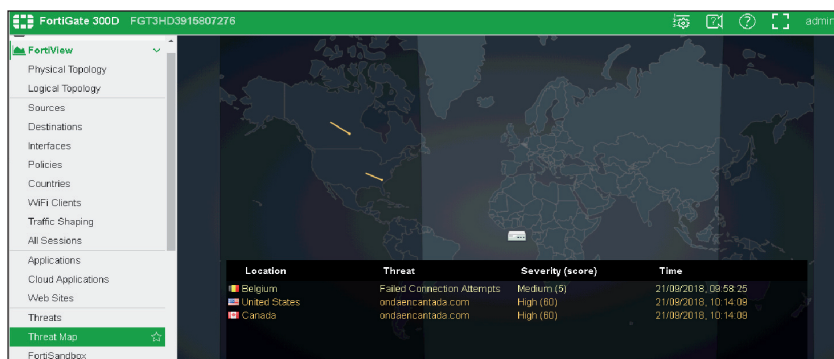 FortiGate 300D FGT3HD3915807276
admin
FortiView
Physical Topology
Logical Topology
Sources
Destinations
Interfaces
Policies
Countries
WiFi Clients
Traffic Shaping
All Sessions
Applications
Cloud Applications
Web Sites
Threats
Threat Map
FortiSandbox
Location Threat Severity (score) Time
Belgium Failed Connection Attempts Medium (5) 21/09/2018, 09:58:25
United States ondaencantada.com High (60) 21/09/2018, 10:14:09
Canada ondaencantada.com High (60) 21/09/2018, 10:14:09